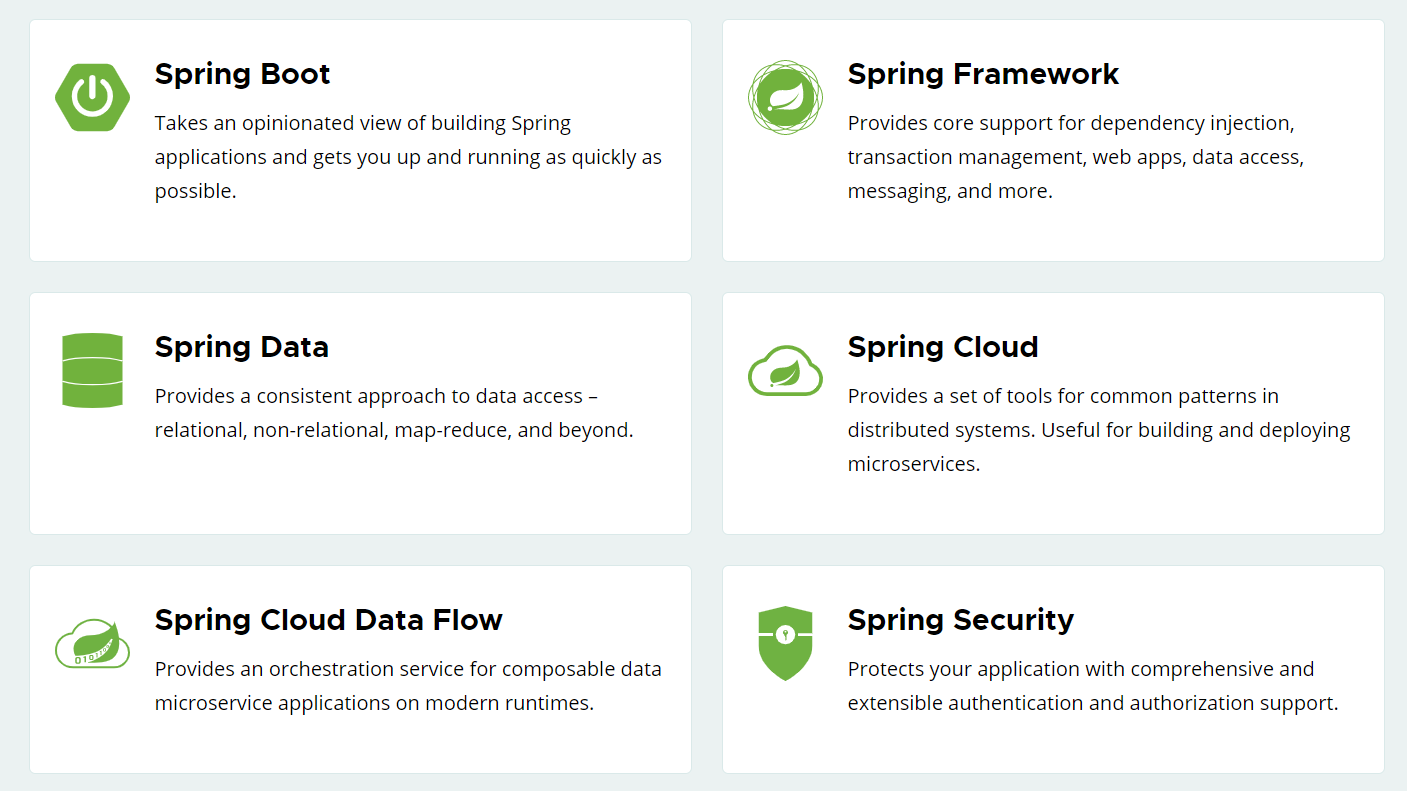 Spring Boot
Takes an opinionated view of building Spring
applications and gets you up and running as quickly as
possible.
Spring Framework
Provides core support for dependency injection,
transaction management, web apps, data access,
messaging, and more.
Spring Data
Provides a consistent approach to data access –
relational, non-relational, map-reduce, and beyond.
Spring Cloud
Provides a set of tools for common patterns in
distributed systems. Useful for building and deploying
microservices.
Spring Cloud Data Flow
Provides an orchestration service for composable data
microservice applications on modern runtimes.
Spring Security
Protects your application with comprehensive and
extensible authentication and authorization support.